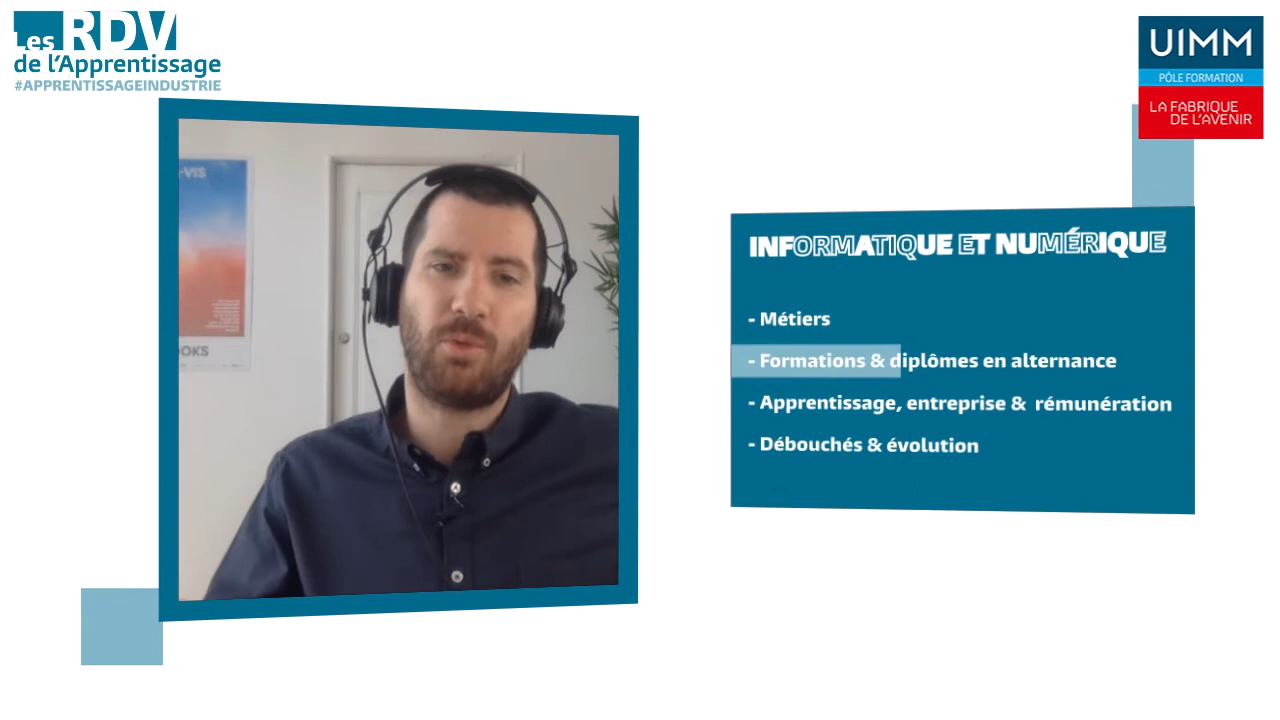 Les RDV
de l'Apprentissage
#APPRENTISSAGEINDUSTRIE
UIMM
PÔLE FORMATION
LA FABRIQUE
DE L'AVENIR
-VIS
OOKS
INFORMATIQUE ET NUMÉRIQUE
- Métiers
- Formations & diplômes en alternance
- Apprentissage, entreprise & rémunération
- Débouchés & évolution